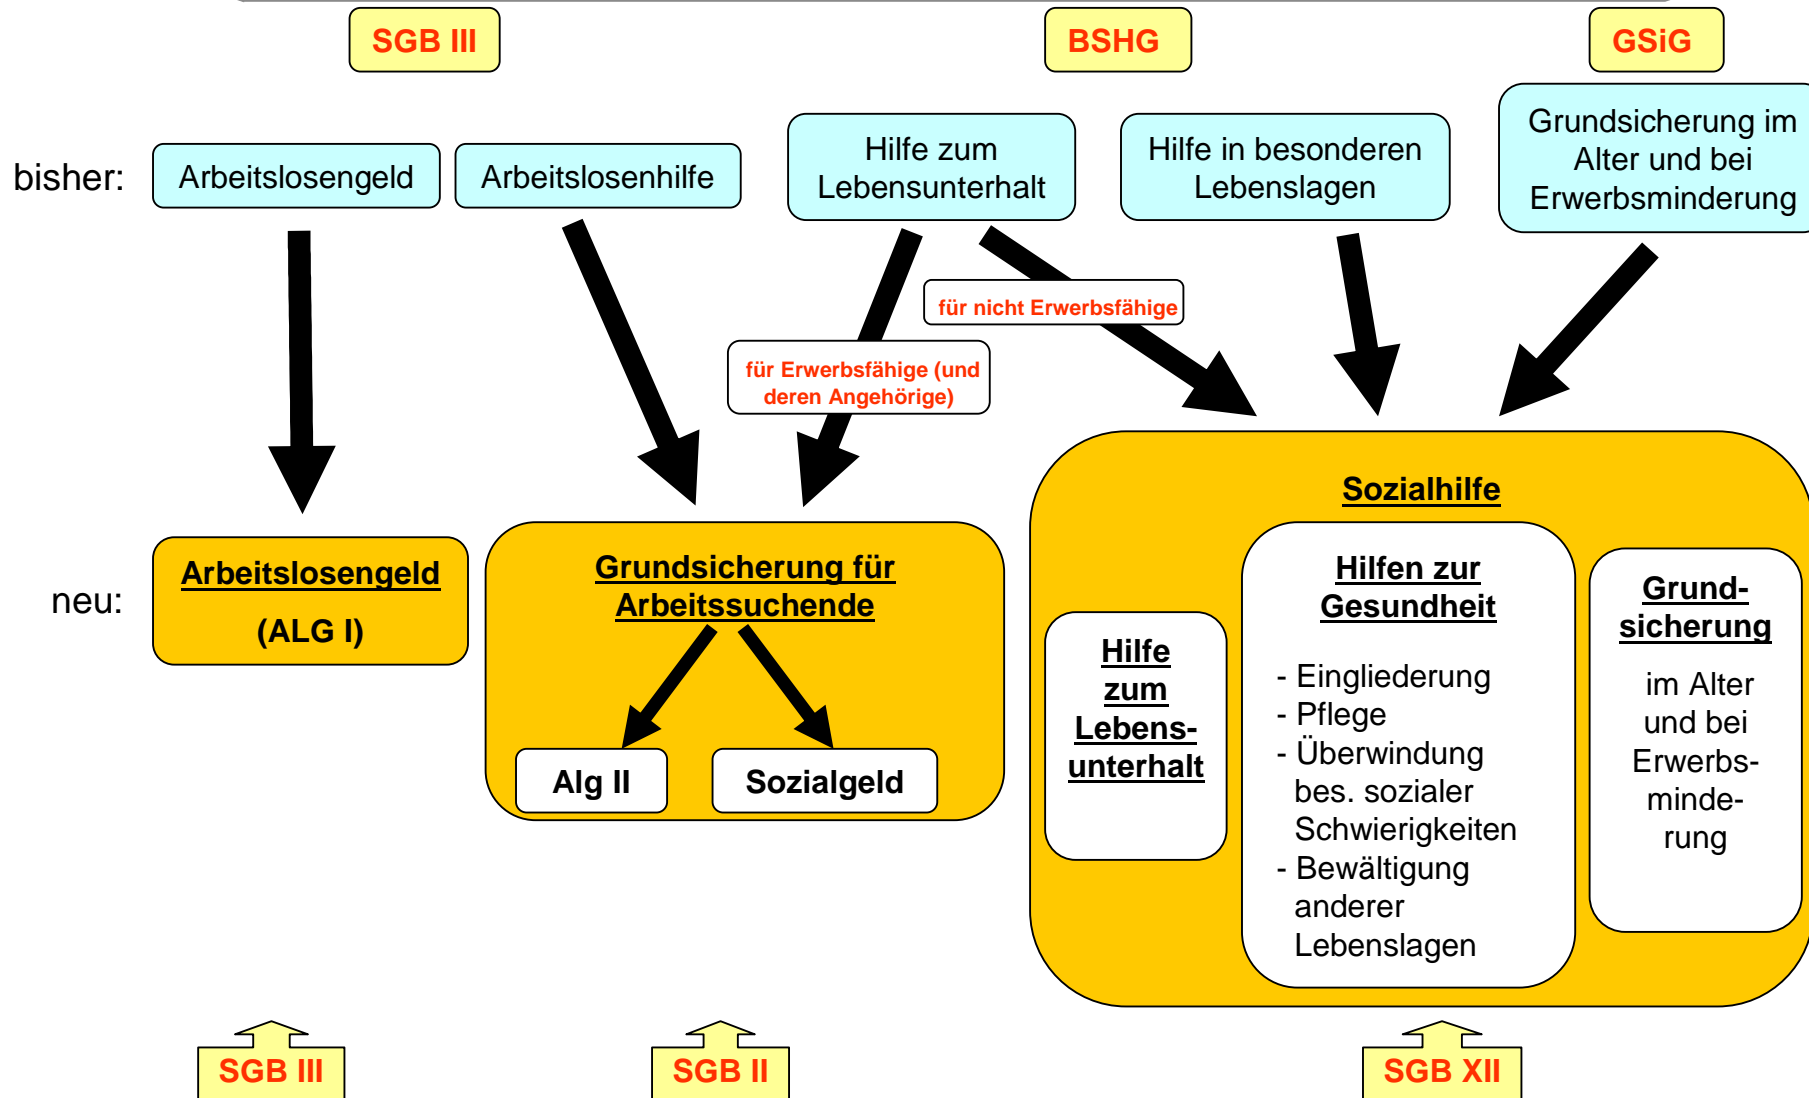 SGB III
BSHG
GSiG
bisher:
Arbeitslosengeld
Arbeitslosenhilfe
Hilfe zum
Lebensunterhalt
Hilfe in besonderen
Lebenslagen
Grundsicherung im
Alter und bei
Erwerbsminderung
für nicht Erwerbsfähige
für Erwerbsfähige (und
deren Angehörige)
neu:
Arbeitslosengeld
(ALG I)
Grundsicherung für
Arbeitssuchende
Alg II
Sozialgeld
Sozialhilfe
Hilfe
zum
Lebens-
unterhalt
Hilfen zur
Gesundheit
- Eingliederung
- Pflege
- Überwindung
bes. sozialer
Schwierigkeiten
- Bewältigung
anderer
Lebenslagen
Grund-
sicherung
im Alter
und bei
Erwerbs-
minde-
rung
SGB III
SGB II
SGB XII